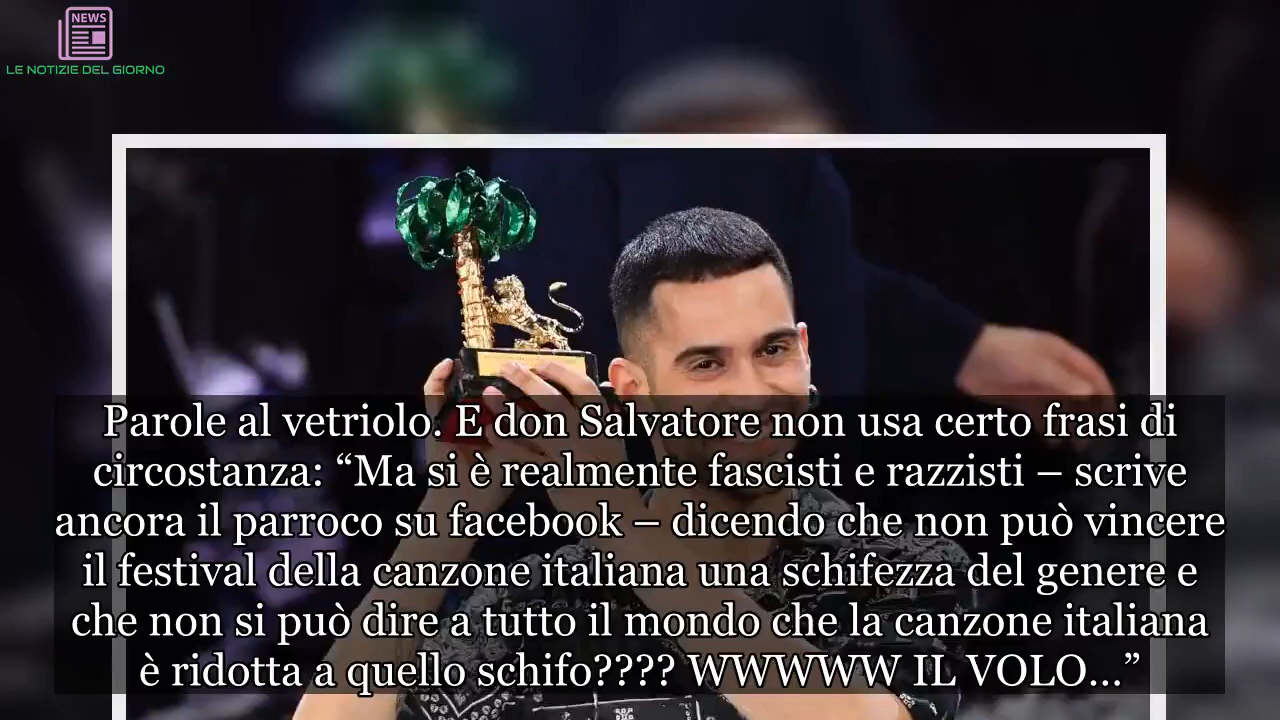 NEWS
LE NOTIZIE DEL GIORNO
Parole al vetriolo. E don Salvatore non usa certo frasi di
circostanza: “Ma si è realmente fascisti e razzisti – scrive
ancora il parroco su facebook – dicendo che non può vincere
il festival della canzone italiana una schifezza del genere e
che non si può dire a tutto il mondo che la canzone italiana
è ridotta a quello schifo???? WWWWW IL VOLO…”